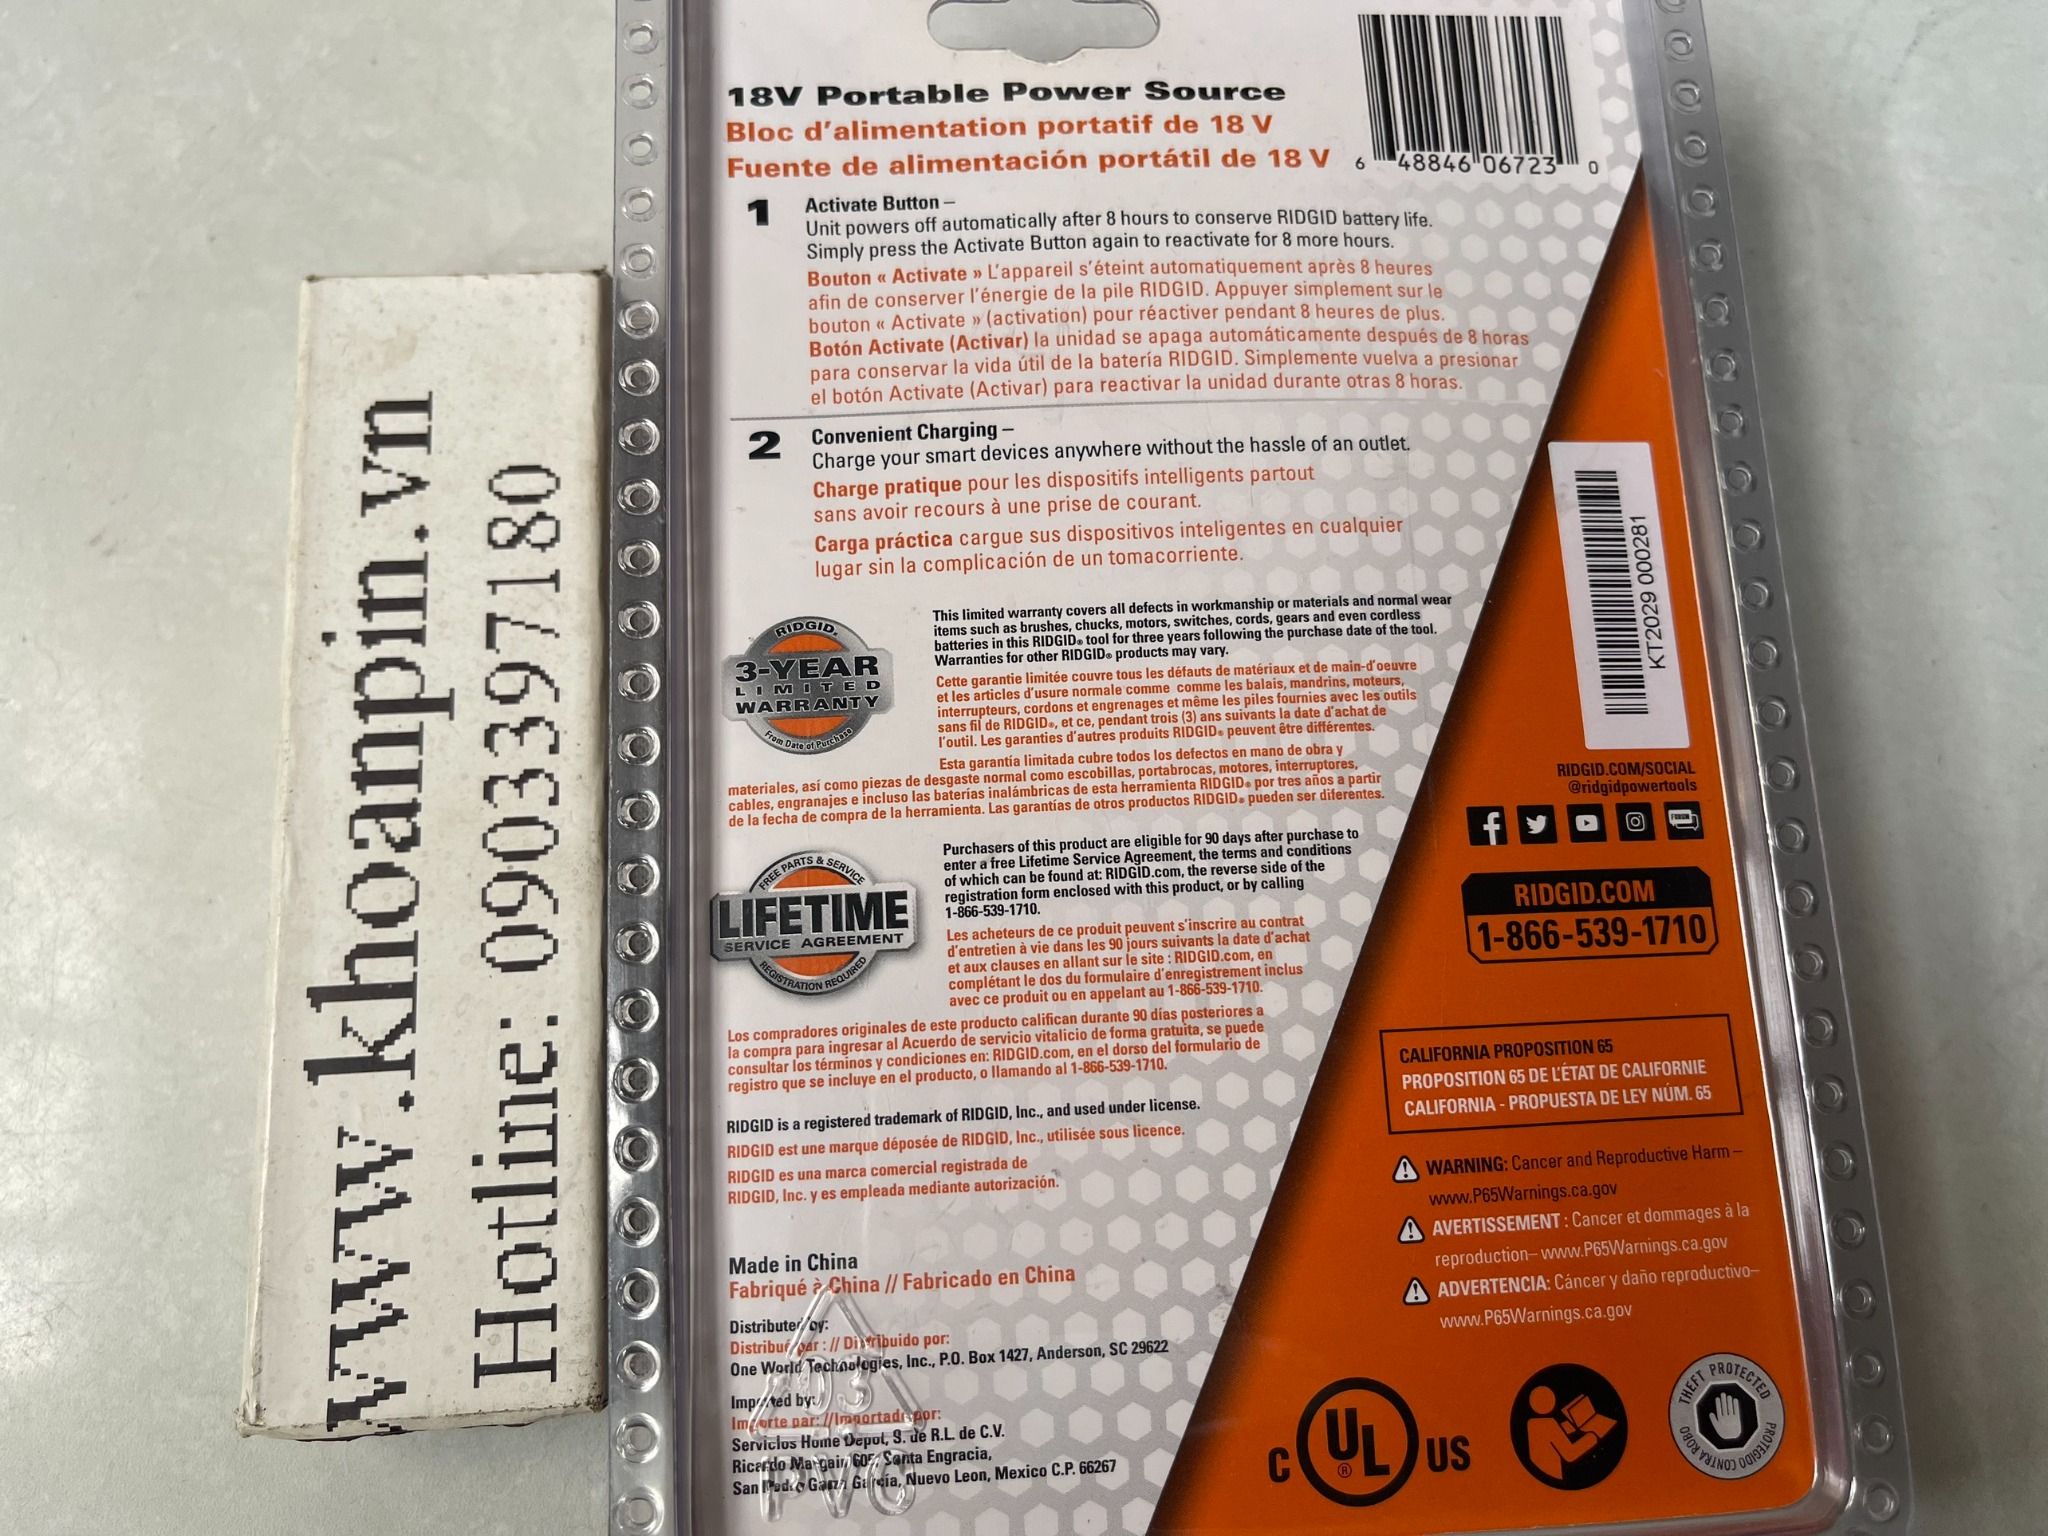 www.khoanpin.vn
Hotline: 0903397180
18V Portable Power Source
Bloc d'alimentation portatif de 18 V
Fuente de alimentación portátil de 18 V
6 48846 06723 0
1
Activate Button –
Unit powers off automatically after 8 hours to conserve RIDGID battery life.
Simply press the Activate Button again to reactivate for 8 more hours.
Bouton « Activate » L'appareil s'éteint automatiquement après 8 heures
afin de conserver l'énergie de la pile RIDGID. Appuyer simplement sur le
bouton « Activate » (activation) pour réactiver pendant 8 heures de plus.
Botón Activate (Activar) la unidad se apaga automáticamente después de 8 horas
para conservar la vida útil de la batería RIDGID. Simplemente vuelva a presionar
el botón Activate (Activar) para reactivar la unidad durante otras 8 horas.
2
Convenient Charging –
Charge your smart devices anywhere without the hassle of an outlet.
Charge pratique pour les dispositifs intelligents partout
sans avoir recours à une prise de courant.
Carga práctica cargue sus dispositivos inteligentes en cualquier
lugar sin la complicación de un tomacorriente.
RIDGID®
3-YEAR
LIMITED
WARRANTY
From Date of Purchase
This limited warranty covers all defects in workmanship or materials and normal wear
items such as brushes, chucks, motors, switches, cords, gears and even cordless
batteries in this RIDGID® tool for three years following the purchase date of the tool.
Warranties for other RIDGID® products may vary.
Cette garantie limitée couvre tous les défauts de matériaux et de main-d'oeuvre
et les articles d'usure normale comme comme les balais, mandrins, moteurs,
interrupteurs, cordons et engrenages et même les piles fournies avec les outils
sans fil de RIDGID®, et ce, pendant trois (3) ans suivants la date d'achat de
l'outil. Les garanties d'autres produits RIDGID® peuvent être différentes.
Esta garantía limitada cubre todos los defectos en mano de obra y
materiales, así como piezas de desgaste normal como escobillas, portabrocas, motores, interruptores,
cables, engranajes e incluso las baterías inalámbricas de esta herramienta RIDGID® por tres años a partir
de la fecha de compra de la herramienta. Las garantías de otros productos RIDGID® pueden ser diferentes.
FREE PARTS & SERVICE
LIFETIME
SERVICE AGREEMENT
REGISTRATION REQUIRED
Purchasers of this product are eligible for 90 days after purchase to
enter a free Lifetime Service Agreement, the terms and conditions
of which can be found at: RIDGID.com, the reverse side of the
registration form enclosed with this product, or by calling
1-866-539-1710.
Les acheteurs de ce produit peuvent s'inscrire au contrat
d'entretien à vie dans les 90 jours suivants la date d'achat
et aux clauses en allant sur le site : RIDGID.com, en
complétant le dos du formulaire d'enregistrement inclus
avec ce produit ou en appelant au 1-866-539-1710.
Los compradores originales de este producto califican durante 90 días posteriores a
la compra para ingresar al Acuerdo de servicio vitalicio de forma gratuita, se puede
consultar los términos y condiciones en: RIDGID.com, en el dorso del formulario de
registro que se incluye en el producto, o llamando al 1-866-539-1710.
RIDGID is a registered trademark of RIDGID, Inc., and used under license.
RIDGID est une marque déposée de RIDGID, Inc., utilisée sous licence.
RIDGID es una marca comercial registrada de
RIDGID, Inc. y es empleada mediante autorización.
Made in China
Fabriqué à China // Fabricado en China
Distributed by:
Distribué par : // Distribuido por:
One World Technologies, Inc., P.O. Box 1427, Anderson, SC 29622
Imported by:
Importe par: //Importado por:
Servicios Home Depot, S. de R.L. de C.V.
Ricardo Margain 605, Santa Engracia,
San Pedro Garza García, Nuevo Leon, Mexico C.P. 66267
03
PVC
KT2029 000281
RIDGID.COM/SOCIAL
@ridgidpowertools
FORUM
RIDGID.COM
1-866-539-1710
CALIFORNIA PROPOSITION 65
PROPOSITION 65 DE L'ÉTAT DE CALIFORNIE
CALIFORNIA - PROPUESTA DE LEY NÚM. 65
WARNING: Cancer and Reproductive Harm –
www.P65Warnings.ca.gov
AVERTISSEMENT : Cancer et dommages à la
reproduction– www.P65Warnings.ca.gov
ADVERTENCIA: Cáncer y daño reproductivo–
www.P65Warnings.ca.gov
C UL® US
THEFT PROTECTED
PROTEGIDO CONTRA ROBO